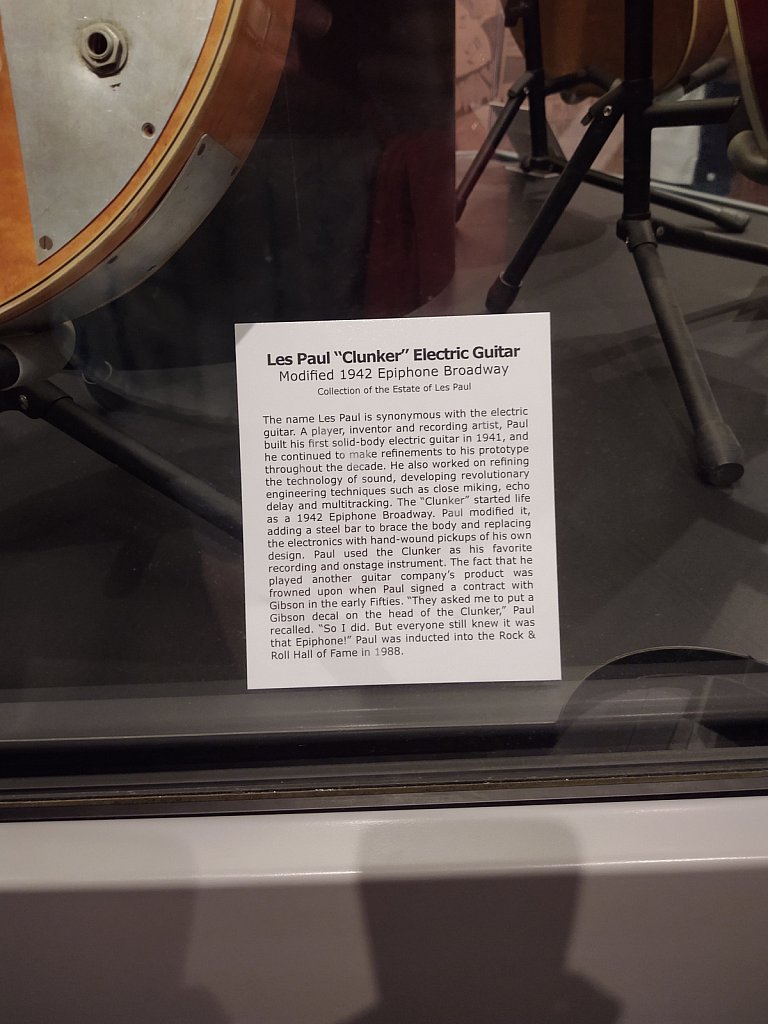 Les Paul “Clunker” Electric Guitar
Modified 1942 Epiphone Broadway
Collection of the Estate of Les Paul
The name Les Paul is synonymous with the electric
guitar. A player, inventor and recording artist, Paul
built his first solid-body electric guitar in 1941, and
he continued to make refinements to his prototype
throughout the decade. He also worked on refining
the technology of sound, developing revolutionary
engineering techniques such as close miking, echo
delay and multitracking. The “Clunker” started life
as a 1942 Epiphone Broadway. Paul modified it,
adding a steel bar to brace the body and replacing
the electronics with hand-wound pickups of his own
design. Paul used the Clunker as his favorite
recording and onstage instrument. The fact that he
played another guitar company’s product was
frowned upon when Paul signed a contract with
Gibson in the early Fifties. “They asked me to put a
Gibson decal on the head of the Clunker,” Paul
recalled. “So I did. But everyone still knew it was
that Epiphone!” Paul was inducted into the Rock &
Roll Hall of Fame in 1988.